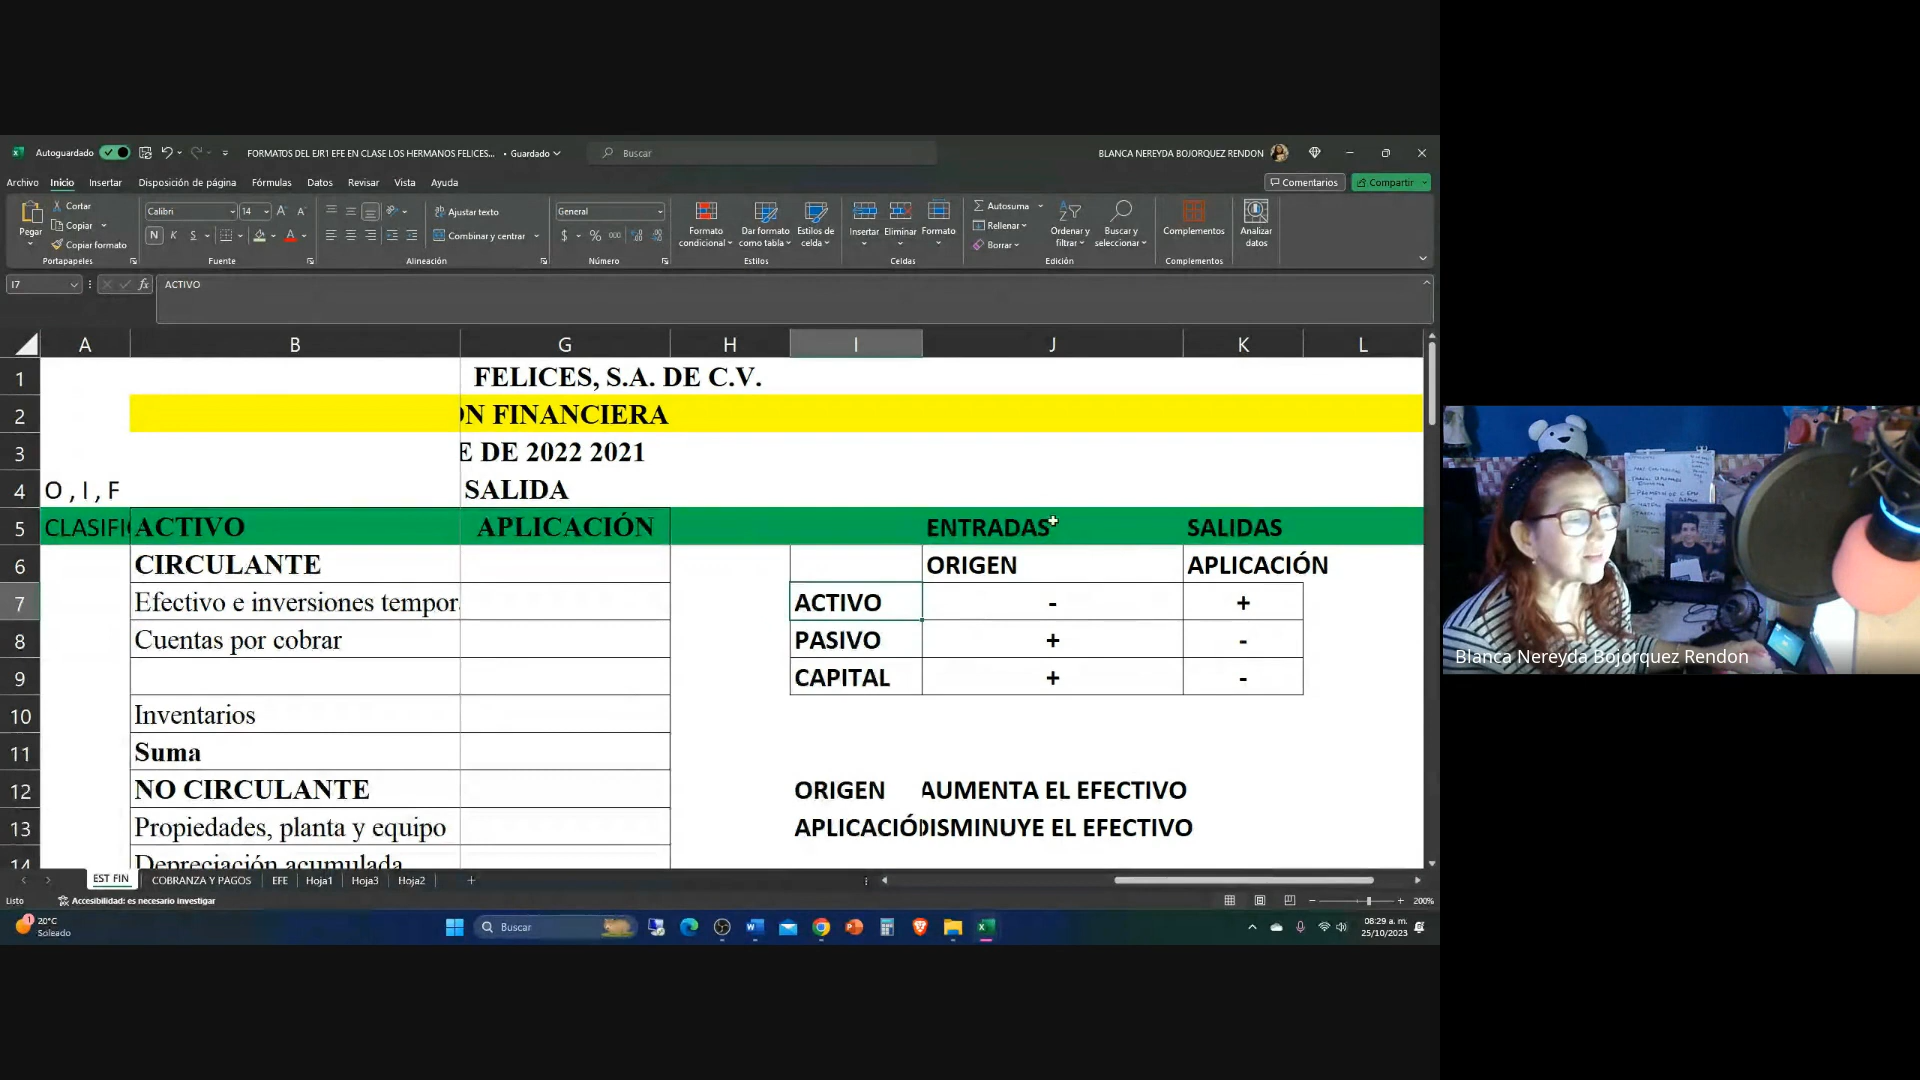 Autoguardado
FORMATOS DEL EJR1 EFE EN CLASE LOS HERMANOS FELICES... • Guardado
Buscar
BLANCA NEREYDA BOJORQUEZ RENDON
Archivo Inicio Insertar Disposición de página Fórmulas Datos Revisar Vista Ayuda
Comentarios Compartir
Pegar
Cortar
Copiar
Copiar formato
Portapapeles
Calibri 14
N K S
Fuente
Ajustar texto
Combinar y centrar
Alineación
General
$ % 000
Número
Formato condicional
Dar formato como tabla
Estilos de celda
Estilos
Insertar Eliminar Formato
Celdas
Autosuma
Rellenar
Borrar
Ordenar y filtrar
Buscar y seleccionar
Edición
Complementos
Complementos
Analizar datos
I7 fx ACTIVO
A B G H I J K L
1 FELICES, S.A. DE C.V.
2 ON FINANCIERA
3 E DE 2022 2021
4 O , I , F SALIDA
5 CLASIFI ACTIVO APLICACIÓN ENTRADAS SALIDAS
6 CIRCULANTE ORIGEN APLICACIÓN
7 Efectivo e inversiones tempor ACTIVO - +
8 Cuentas por cobrar PASIVO + -
9 CAPITAL + -
10 Inventarios
11 Suma
12 NO CIRCULANTE ORIGEN AUMENTA EL EFECTIVO
13 Propiedades, planta y equipo APLICACIÓ DISMINUYE EL EFECTIVO
14 Depreciación acumulada
EST FIN COBRANZA Y PAGOS EFE Hoja1 Hoja3 Hoja2
Listo Accesibilidad: es necesario investigar
200%
1
20°C
Soleado
Buscar
08:29 a. m.
25/10/2023
Blanca Nereyda Bojorquez Rendon